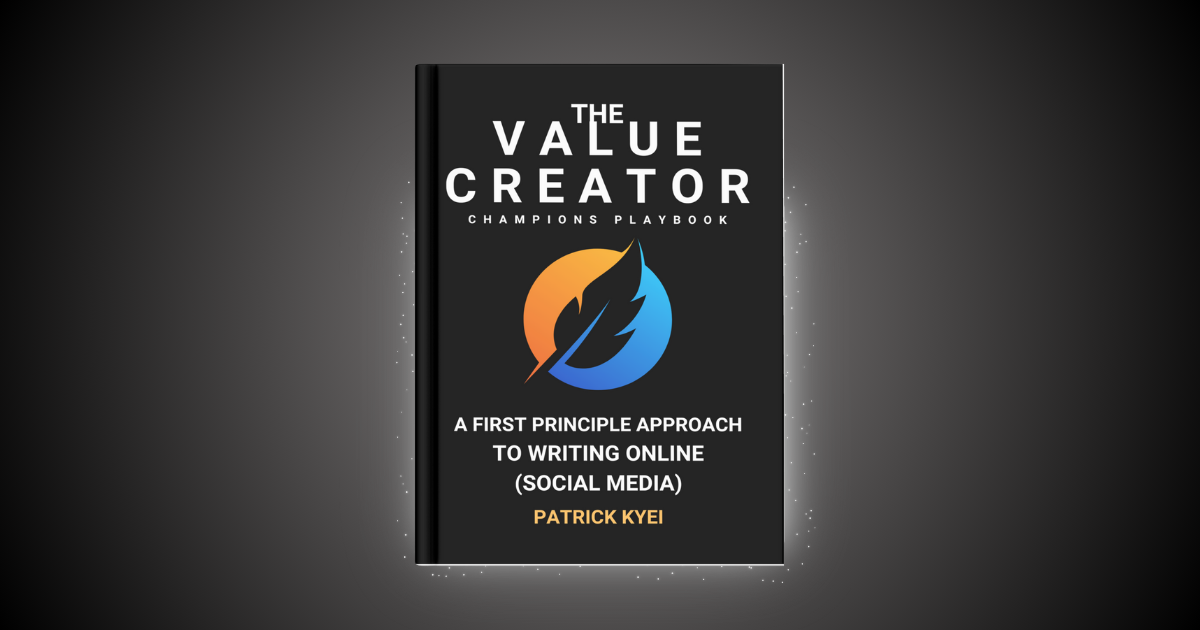 THE
VALUE
CREATOR
CHAMPIONS PLAYBOOK
A FIRST PRINCIPLE APPROACH
TO WRITING ONLINE
(SOCIAL MEDIA)
PATRICK KYEI